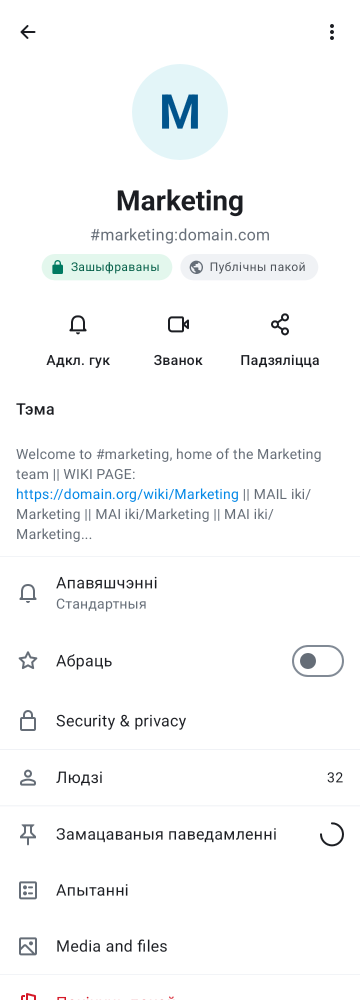 M
Marketing
#marketing:domain.com
Зашыфраваны
Публічны пакой
Адкл. гук
Званок
Падзяліцца
Тэма
Welcome to #marketing, home of the Marketing
team || WIKI PAGE:
https://domain.org/wiki/Marketing || MAIL iki/
Marketing || MAI iki/Marketing || MAI iki/
Marketing...
Апавяшчэнні
Стандартныя
Абраць
Security & privacy
Людзі
32
Замацаваныя паведамленні
Апытанні
Media and files